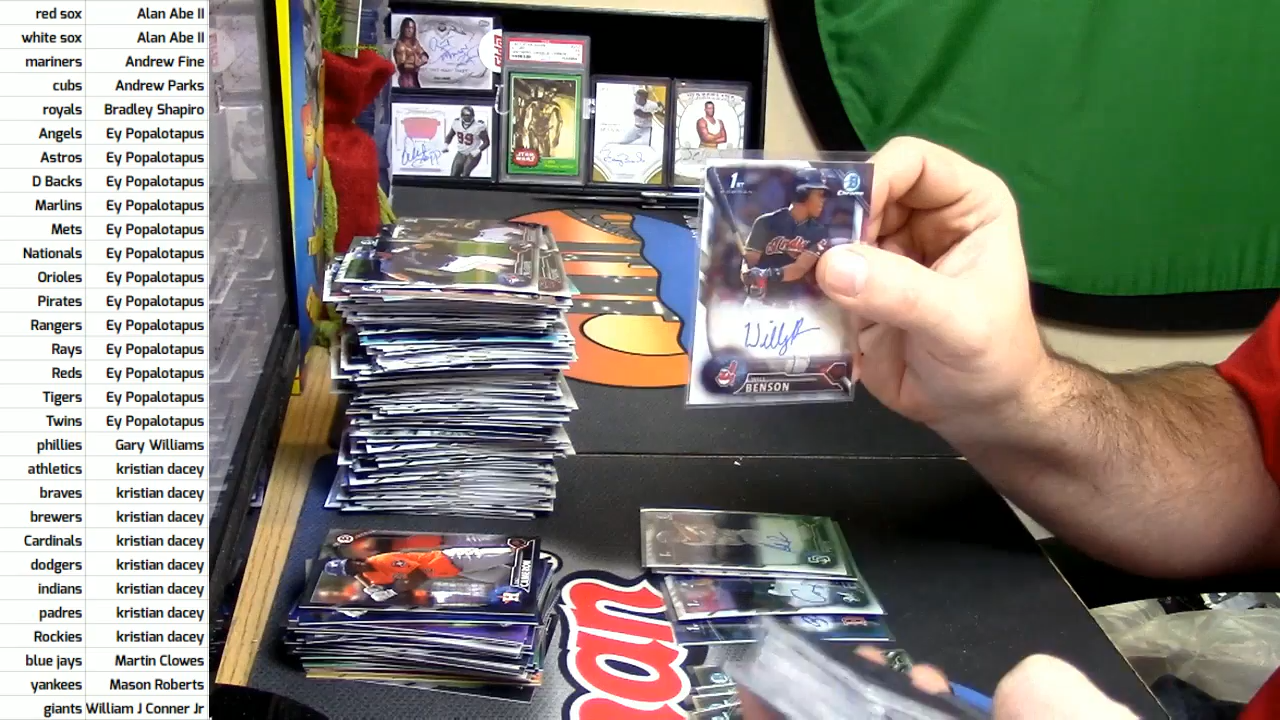 red sox Alan Abe II
white sox Alan Abe II
mariners Andrew Fine
cubs Andrew Parks
royals Bradley Shapiro
Angels Ey Popalotapus
Astros Ey Popalotapus
D Backs Ey Popalotapus
Marlins Ey Popalotapus
Mets Ey Popalotapus
Nationals Ey Popalotapus
Orioles Ey Popalotapus
Pirates Ey Popalotapus
Rangers Ey Popalotapus
Rays Ey Popalotapus
Reds Ey Popalotapus
Tigers Ey Popalotapus
Twins Ey Popalotapus
phillies Gary Williams
athletics kristian dacey
braves kristian dacey
brewers kristian dacey
Cardinals kristian dacey
dodgers kristian dacey
indians kristian dacey
padres kristian dacey
Rockies kristian dacey
blue jays Martin Clowes
yankees Mason Roberts
giants William J Conner Jr
STAR WARS
99
1ST
Chrome
Indians
BENSON
CAMERON